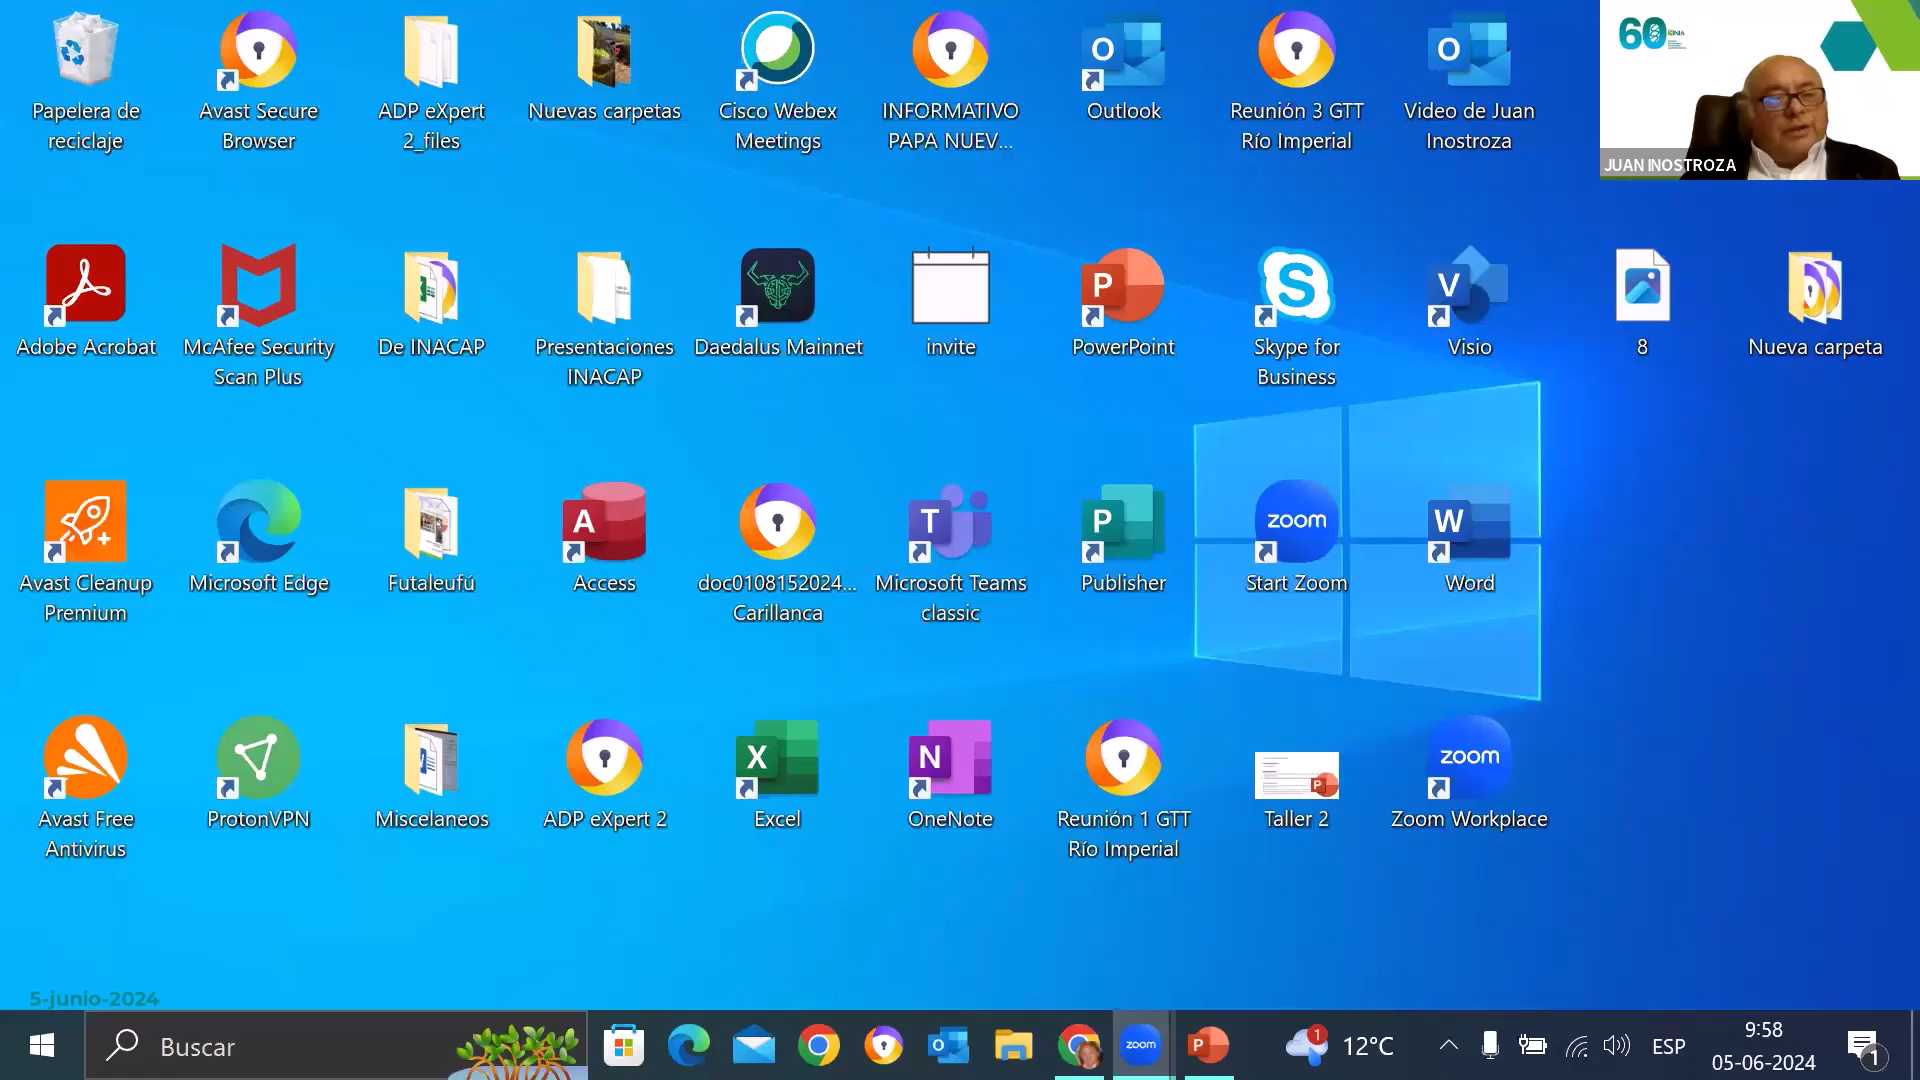 Papelera de
reciclaje
Avast Secure
Browser
ADP eXpert
2_files
Nuevas carpetas
Cisco Webex
Meetings
INFORMATIVO
PAPA NUEV...
Outlook
Reunión 3 GTT
Río Imperial
Video de Juan
Inostroza
60
INIA
JUAN INOSTROZA
Adobe Acrobat
McAfee Security
Scan Plus
De INACAP
Presentaciones
INACAP
Daedalus Mainnet
invite
PowerPoint
Skype for
Business
Visio
8
Nueva carpeta
Avast Cleanup
Premium
Microsoft Edge
Futaleufú
Access
doc0108152024...
Carillanca
Microsoft Teams
classic
Publisher
zoom
Start Zoom
Word
Avast Free
Antivirus
ProtonVPN
Miscelaneos
ADP eXpert 2
Excel
OneNote
Reunión 1 GTT
Río Imperial
Taller 2
zoom
Zoom Workplace
5-junio-2024
Buscar
zoom
1
12°C
ESP
9:58
05-06-2024
1